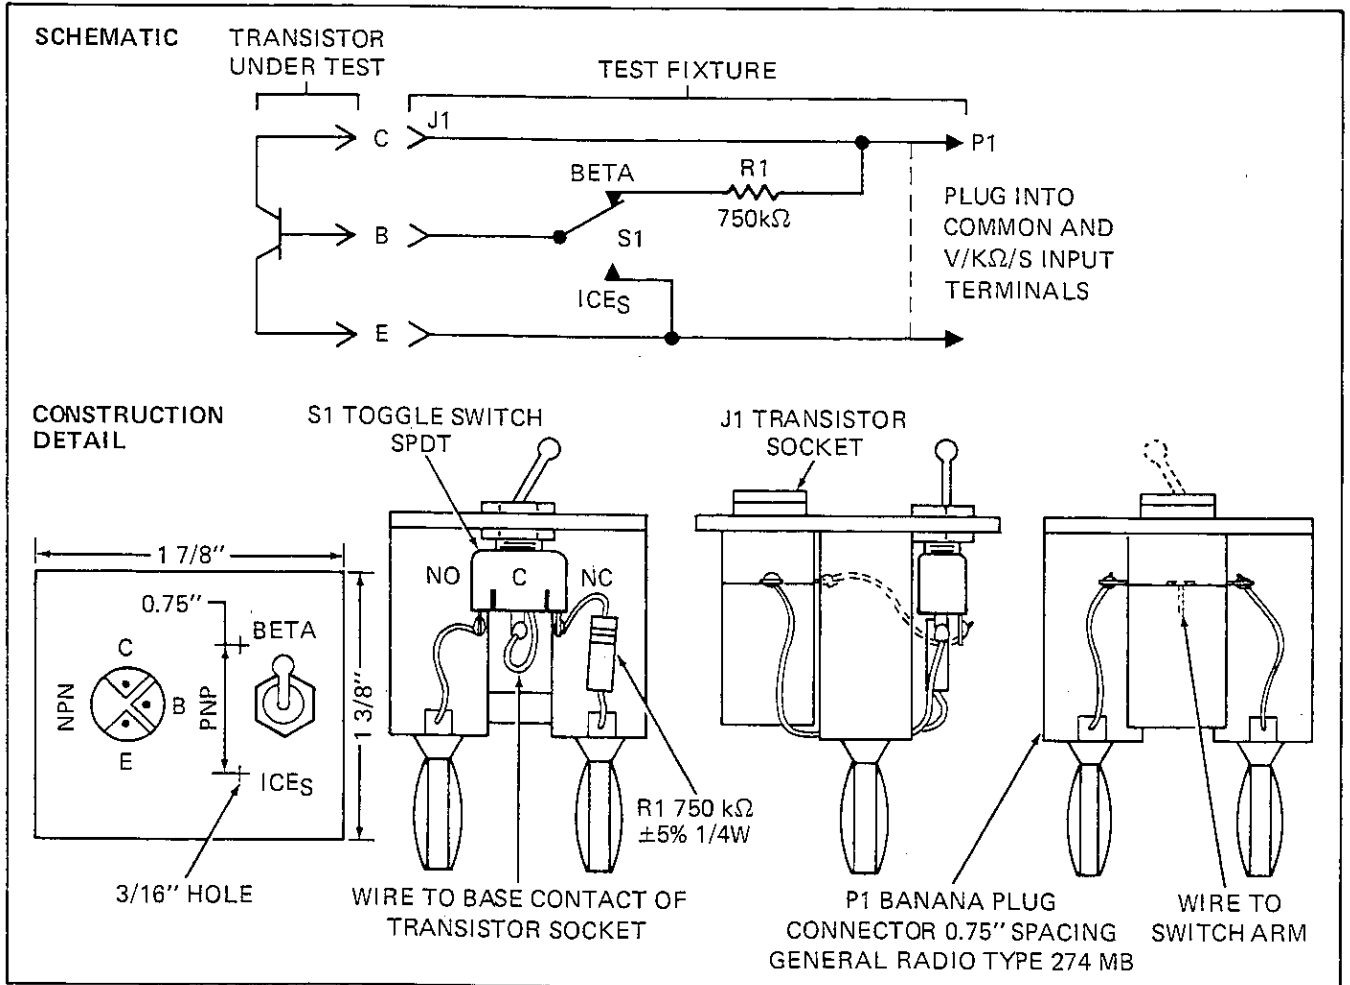 SCHEMATIC
TRANSISTOR
UNDER TEST
TEST FIXTURE
C
J1
P1
BETA
R1
750kΩ
B
S1
PLUG INTO
COMMON AND
V/KΩ/S INPUT
TERMINALS
ICES
E
CONSTRUCTION
DETAIL
S1 TOGGLE SWITCH
SPDT
J1 TRANSISTOR
SOCKET
1 7/8"
NO
C
NC
0.75"
BETA
C
NPN
B
PNP
1 3/8"
E
ICES
R1 750 kΩ
±5% 1/4W
3/16" HOLE
WIRE TO BASE CONTACT OF
TRANSISTOR SOCKET
P1 BANANA PLUG
CONNECTOR 0.75" SPACING
GENERAL RADIO TYPE 274 MB
WIRE TO
SWITCH ARM